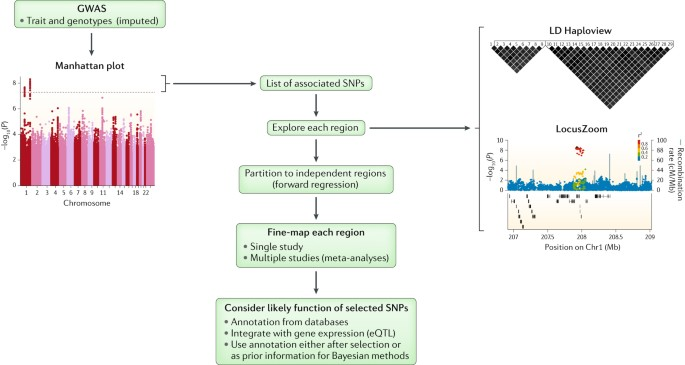 GWAS
• Trait and genotypes (imputed)
Manhattan plot
−log10(P)
8
6
4
2
0
1 2 3 4 5 6 7 8 9 11 14 18 22
Chromosome
List of associated SNPs
Explore each region
Partition to independent regions
(forward regression)
Fine-map each region
• Single study
• Multiple studies (meta-analyses)
Consider likely function of selected SNPs
• Annotation from databases
• Integrate with gene expression (eQTL)
• Use annotation either after selection or
as prior information for Bayesian methods
LD Haploview
LocusZoom
−log10(P)
10
8
6
4
2
0
r2
0.8
0.6
0.4
0.2
100
80
60
40
20
0
— Recombination
Rate (cM/Mb)
207 207.5 208 208.5 209
Position on Chr1 (Mb)